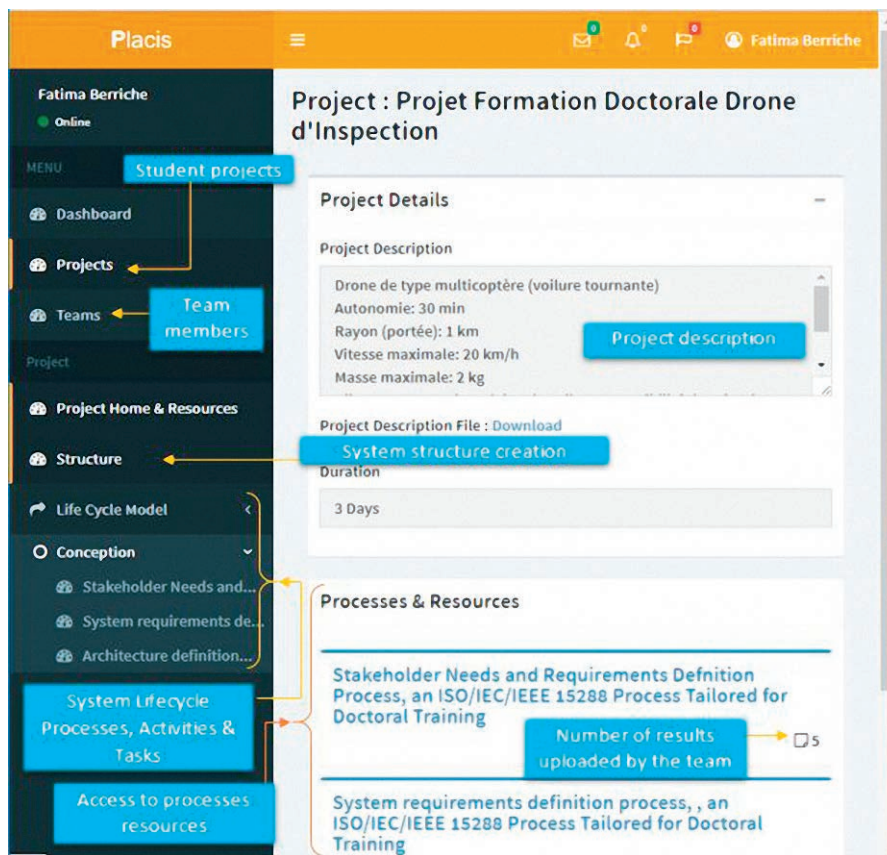 Placis
0
0
0
Fatima Berriche
Fatima Berriche
Online
MENU
Student projects
Dashboard
Projects
Teams
Team
members
Project
Project Home & Resources
Structure
System structure creation
Life Cycle Model
Conception
Stakeholder Needs and...
System requirements de...
Architecture definition...
System Lifecycle
Processes, Activities &
Tasks
Access to processes
resources
Project : Projet Formation Doctorale Drone
d'Inspection
Project Details
Project Description
Drone de type multicoptère (voilure tournante)
Autonomie: 30 min
Rayon (portée): 1 km
Vitesse maximale: 20 km/h
Masse maximale: 2 kg
Project description
Project Description File : Download
Duration
3 Days
Processes & Resources
Stakeholder Needs and Requirements Defnition
Process, an ISO/IEC/IEEE 15288 Process Tailored for
Doctoral Training
Number of results
uploaded by the team
5
System requirements definition process, , an
ISO/IEC/IEEE 15288 Process Tailored for Doctoral
Training